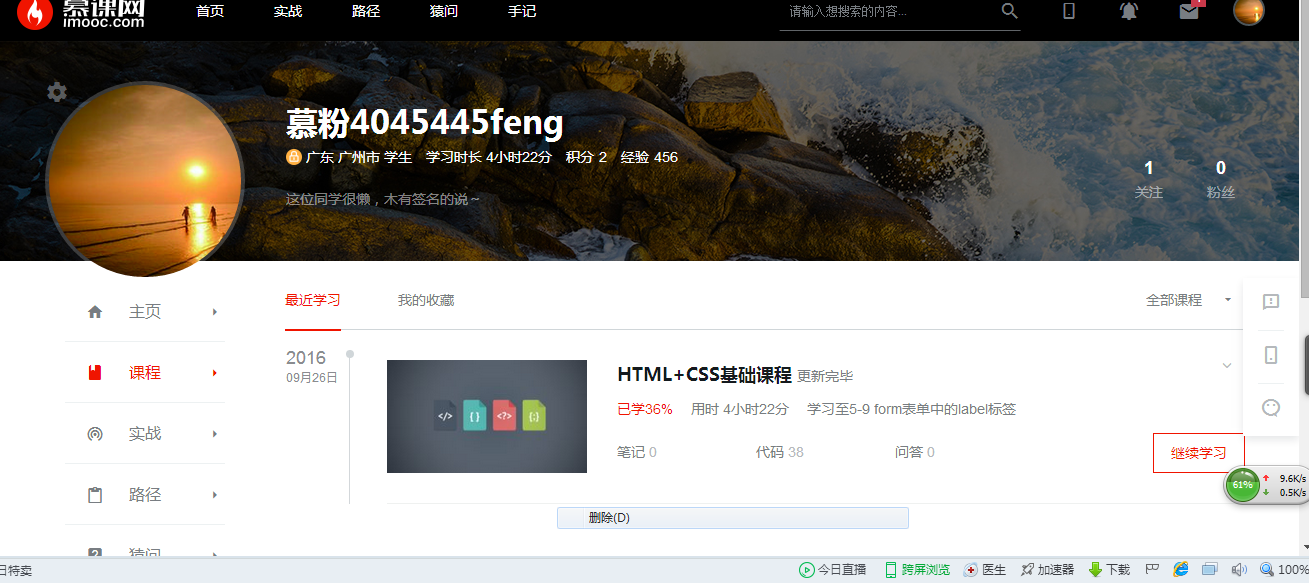 慕课网
imooc.com
首页 实战 路径 猿问 手记
请输入想搜索的内容...
慕粉4045445feng
广东 广州市 学生 学习时长 4小时22分 积分 2 经验 456
这位同学很懒，木有签名的说～
1 0
关注 粉丝
主页
课程
实战
路径
猿问
最近学习 我的收藏 全部课程
2016
09月26日
HTML+CSS基础课程 更新完毕
已学36% 用时 4小时22分 学习至5-9 form表单中的label标签
笔记 0 代码 38 问答 0
继续学习
</> { } <?> {;}
删除(D)
61% 9.6K/s
0.5K/s
日特卖 今日直播 跨屏浏览 医生 加速器 下载 100%